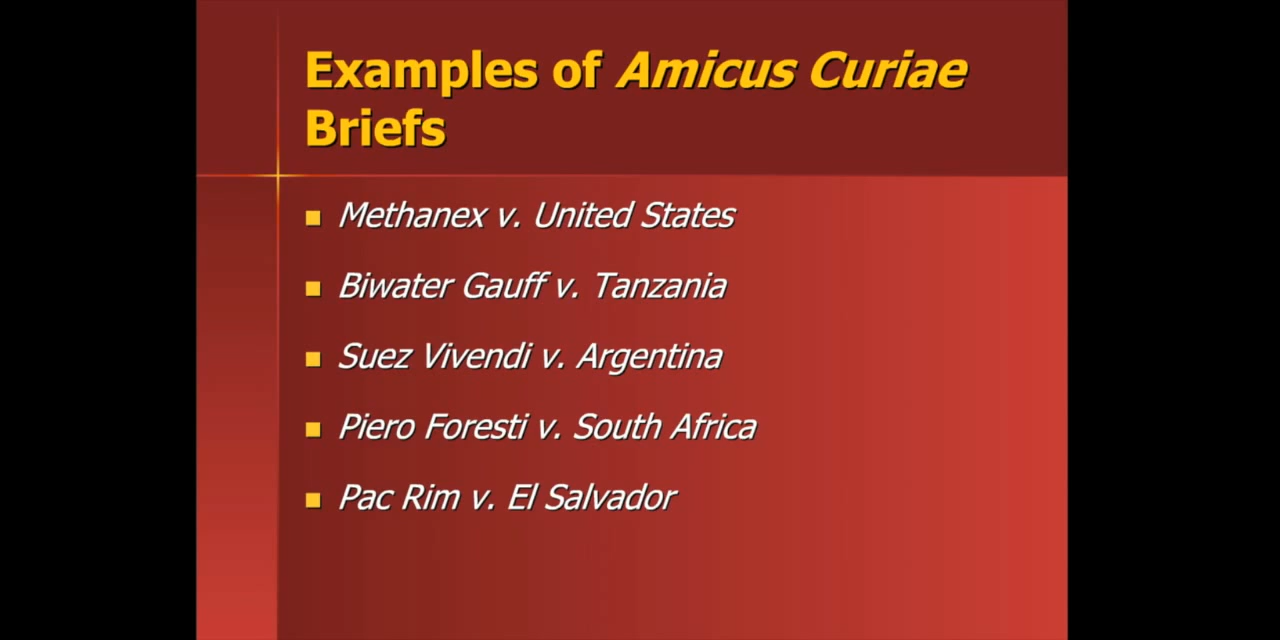 Examples of Amicus Curiae
Briefs
Methanex v. United States
Biwater Gauff v. Tanzania
Suez Vivendi v. Argentina
Piero Foresti v. South Africa
Pac Rim v. El Salvador